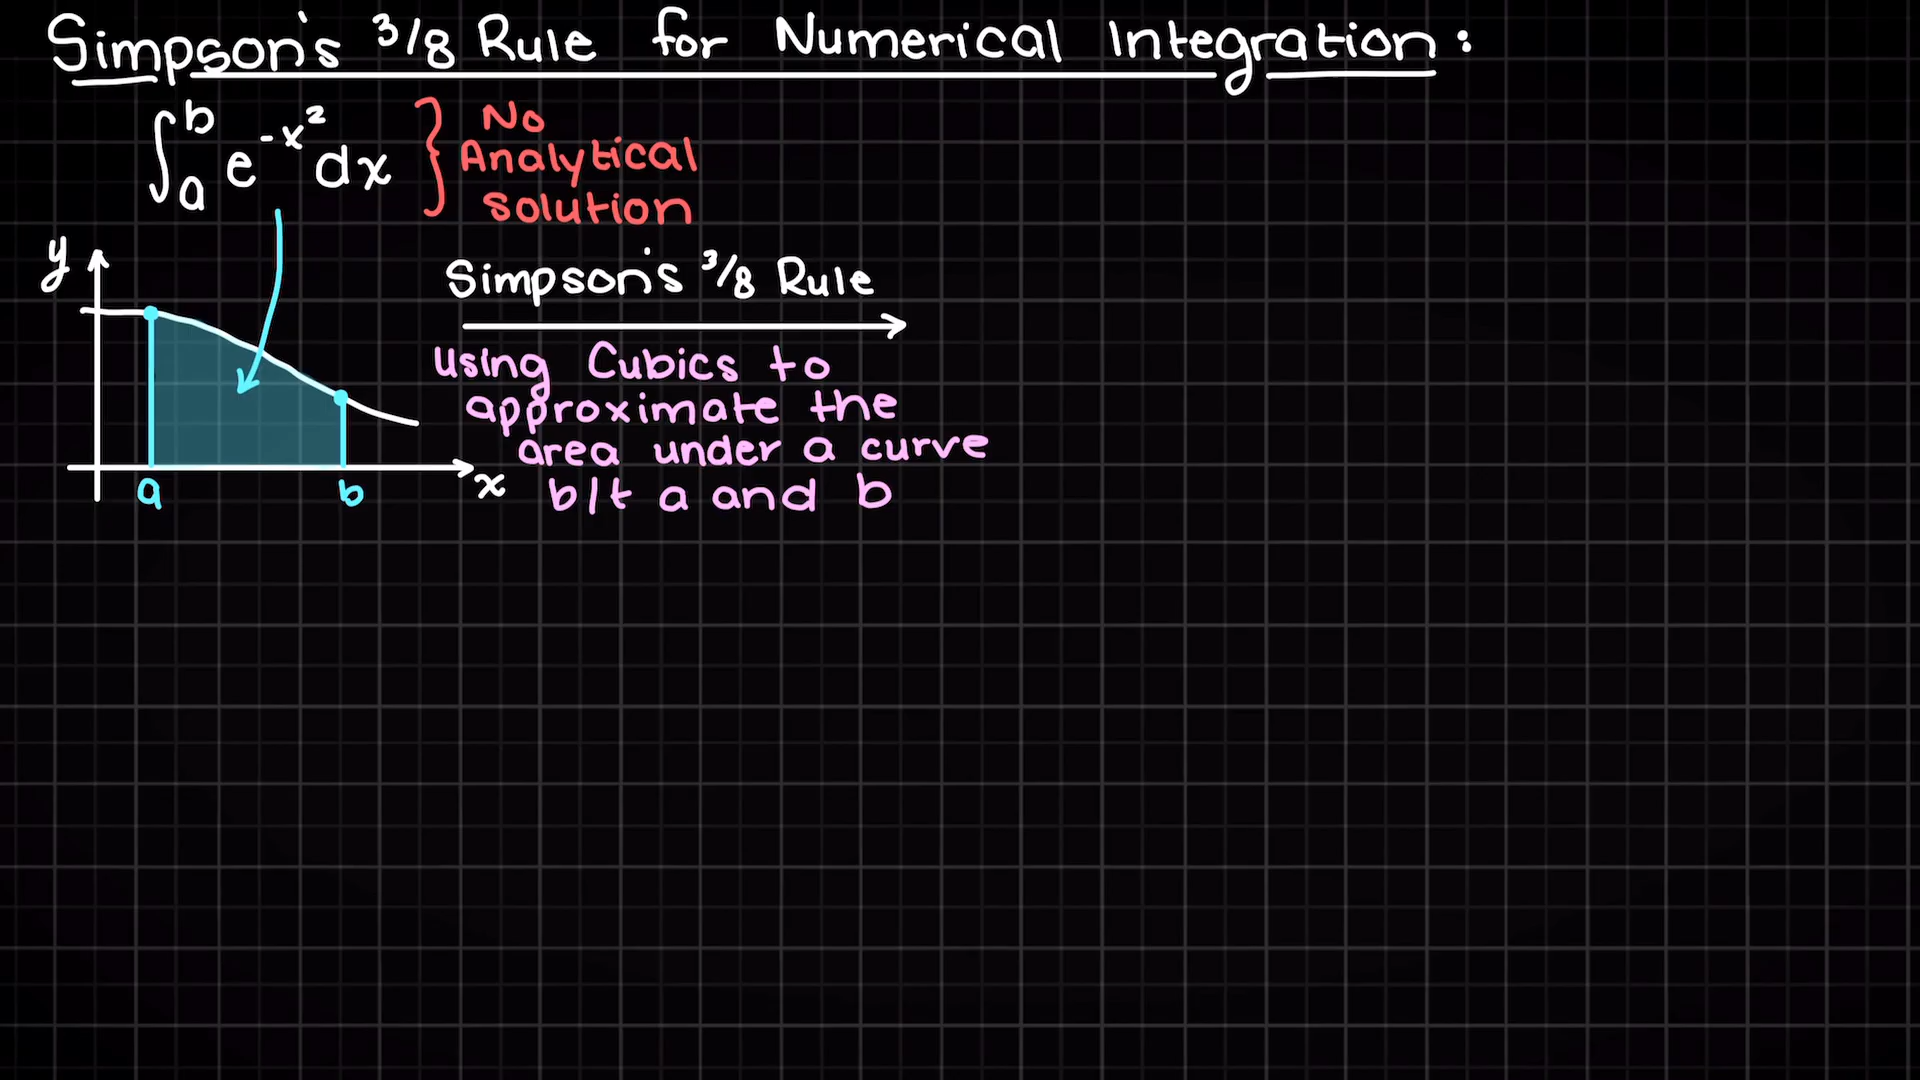 Simpson's 3/8 Rule for Numerical Integration:
∫ₐᵇ e^(-x²) dx } No Analytical solution
y
Simpson's 3/8 Rule
using Cubics to
approximate the
area under a curve
b/t a and b
a b x